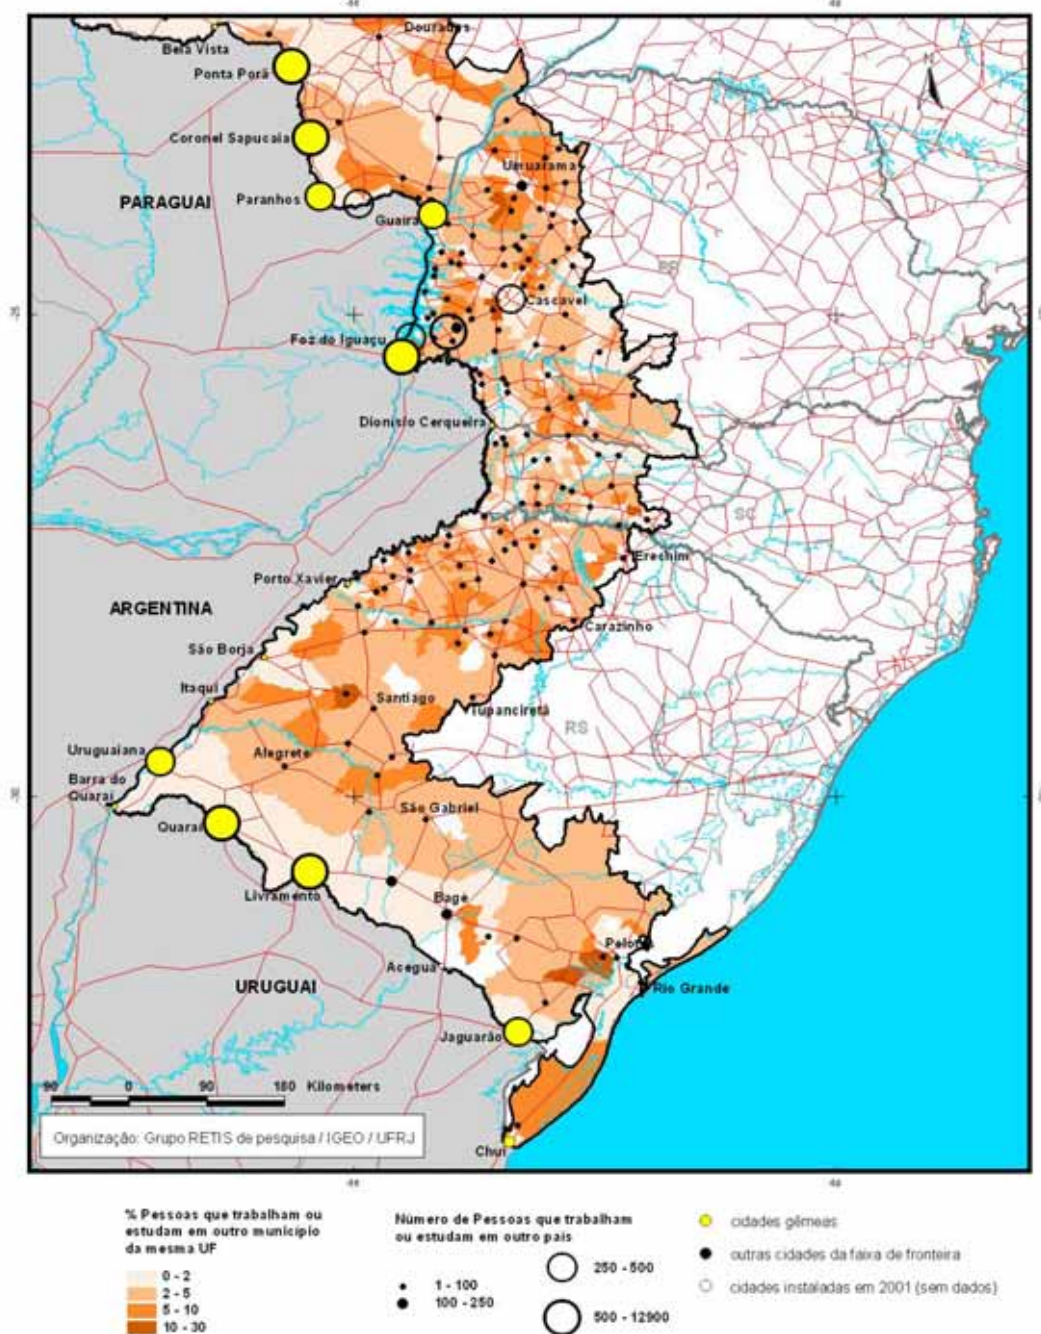 Dourados
Bela Vista
Ponta Porã
Coronel Sapucaia
Umuarama
PARAGUAI
Paranhos
Guaíra
PR
Cascavel
Foz do Iguaçu
Dionísio Cerqueira
SC
Erechim
Porto Xavier
ARGENTINA
Carazinho
São Borja
Itaqui
Santiago
Tupanciretã
RS
Uruguaiana
Alegrete
Barra do
Quaraí
São Gabriel
Quaraí
Livramento
Bagé
Pelotas
Aceguá
Rio Grande
URUGUAI
Jaguarão
90 0 90 180 Kilometers
Organização: Grupo RETIS de pesquisa / IGEO / UFRJ
Chuí
% Pessoas que trabalham ou
estudam em outro município
da mesma UF
0 - 2
2 - 5
5 - 10
10 - 30
Número de Pessoas que trabalham
ou estudam em outro país
1 - 100
100 - 250
250 - 500
500 - 12900
cidades gêmeas
outras cidades da faixa de fronteira
cidades instaladas em 2001 (sem dados)